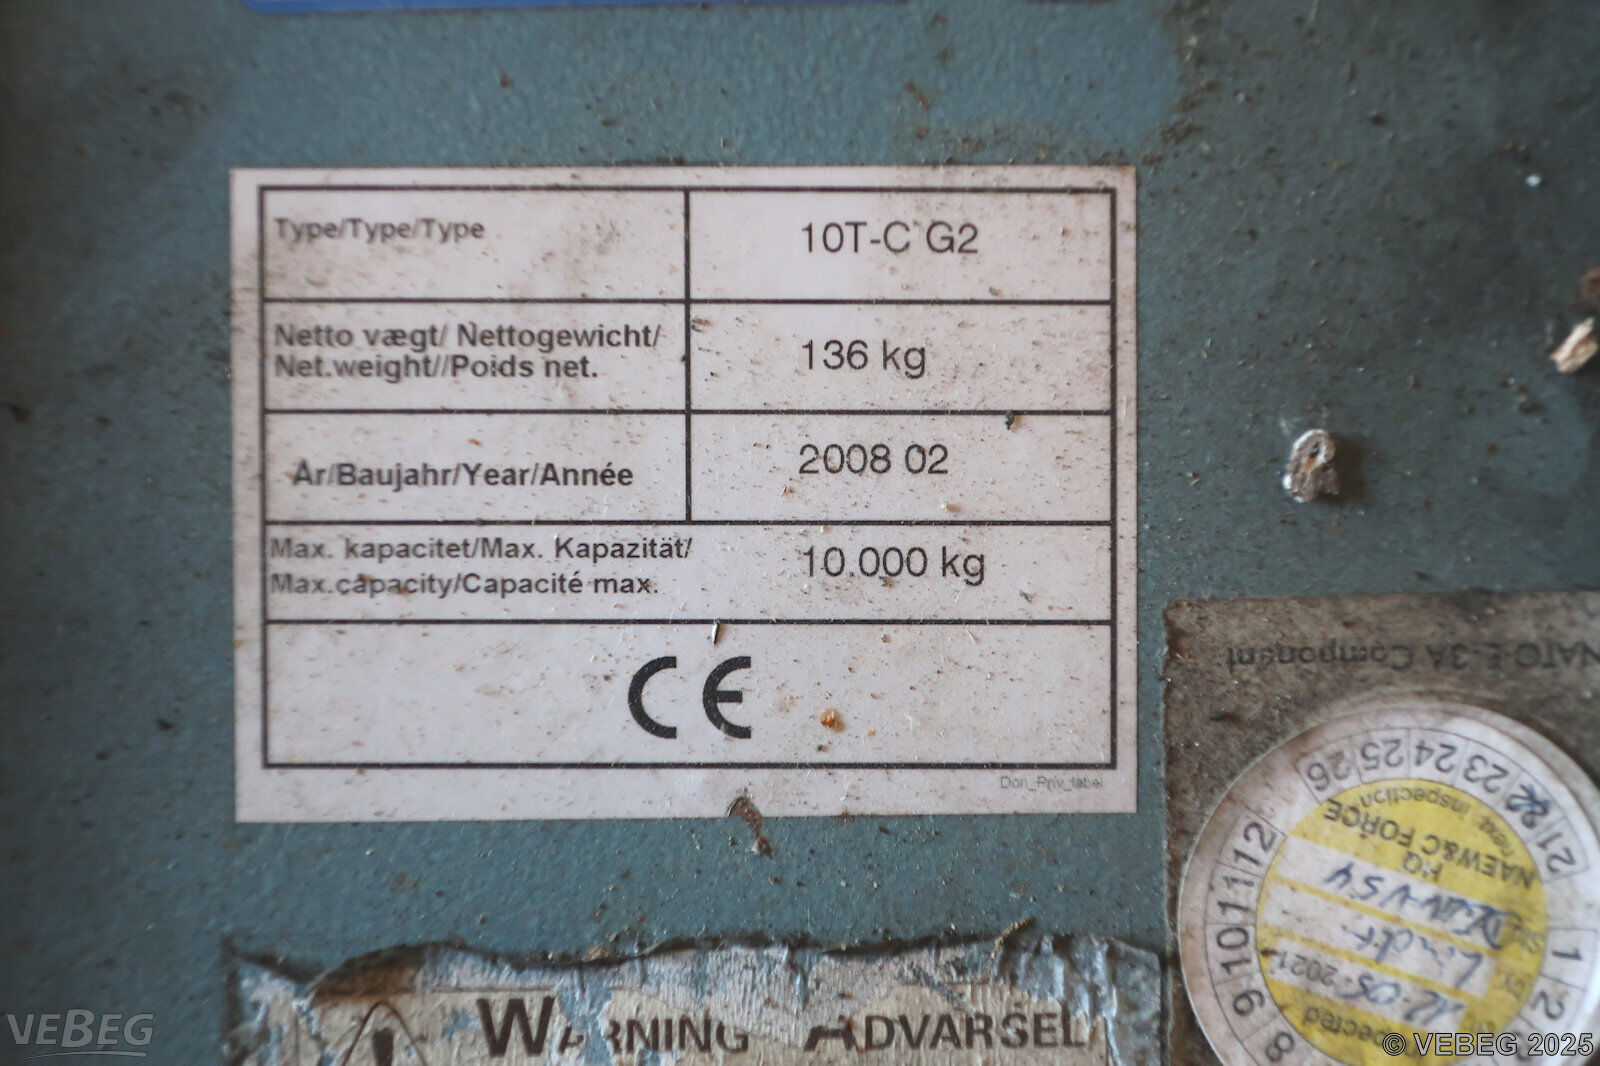 Type/Type/Type
10T-C G2
Netto vægt/ Nettogewicht/
Net.weight//Poids net.
136 kg
År/Baujahr/Year/Année
2008 02
Max. kapacitet/Max. Kapazität/
Max.capacity/Capacité max.
10.000 kg
CE
Don_Priv_label
WARNING ADVARSEL
NATO E-3A Component
26 25 24 23 22 21
next Inspection
NAEW&C FORCE
HQ
12 11 10 9 8
1 2
-05-2021
VEBEG
© VEBEG 2025